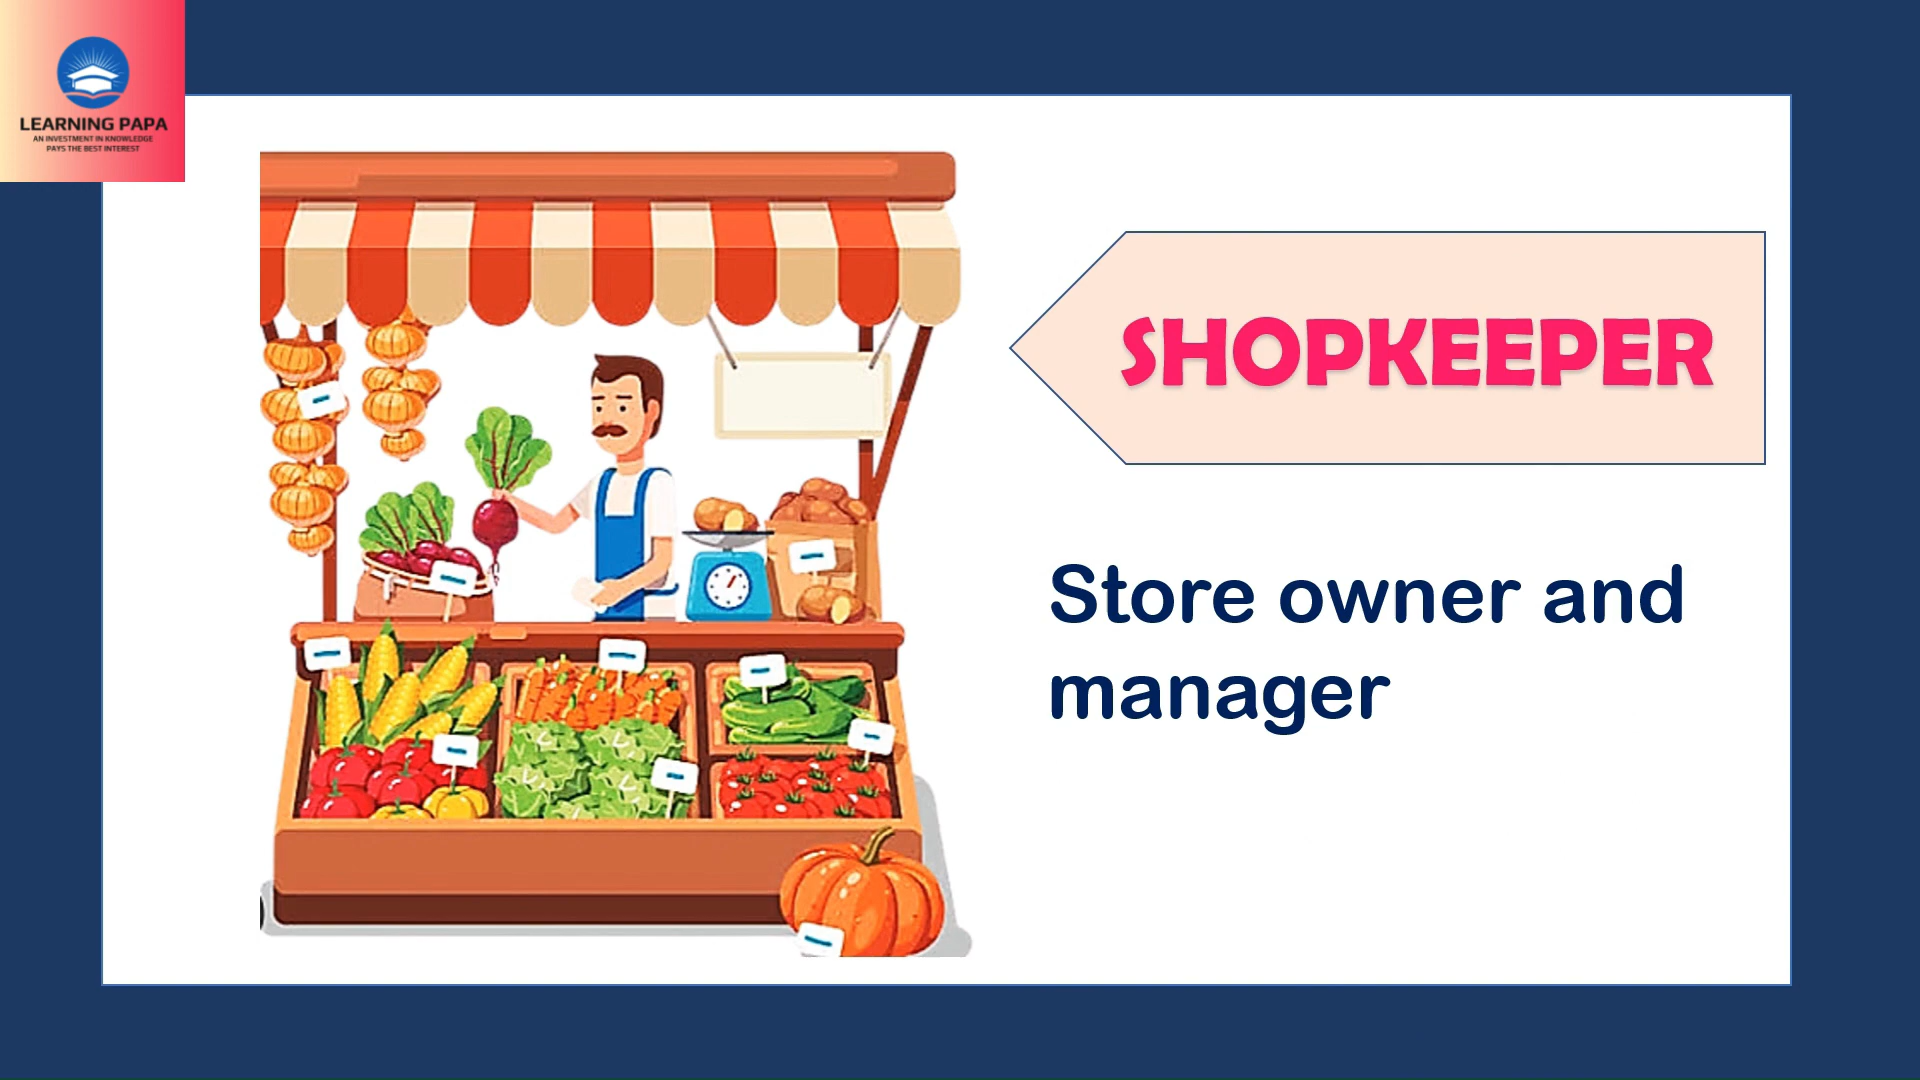 LEARNING PAPA
AN INVESTMENT IN KNOWLEDGE
PAYS THE BEST INTEREST
SHOPKEEPER
Store owner and
manager